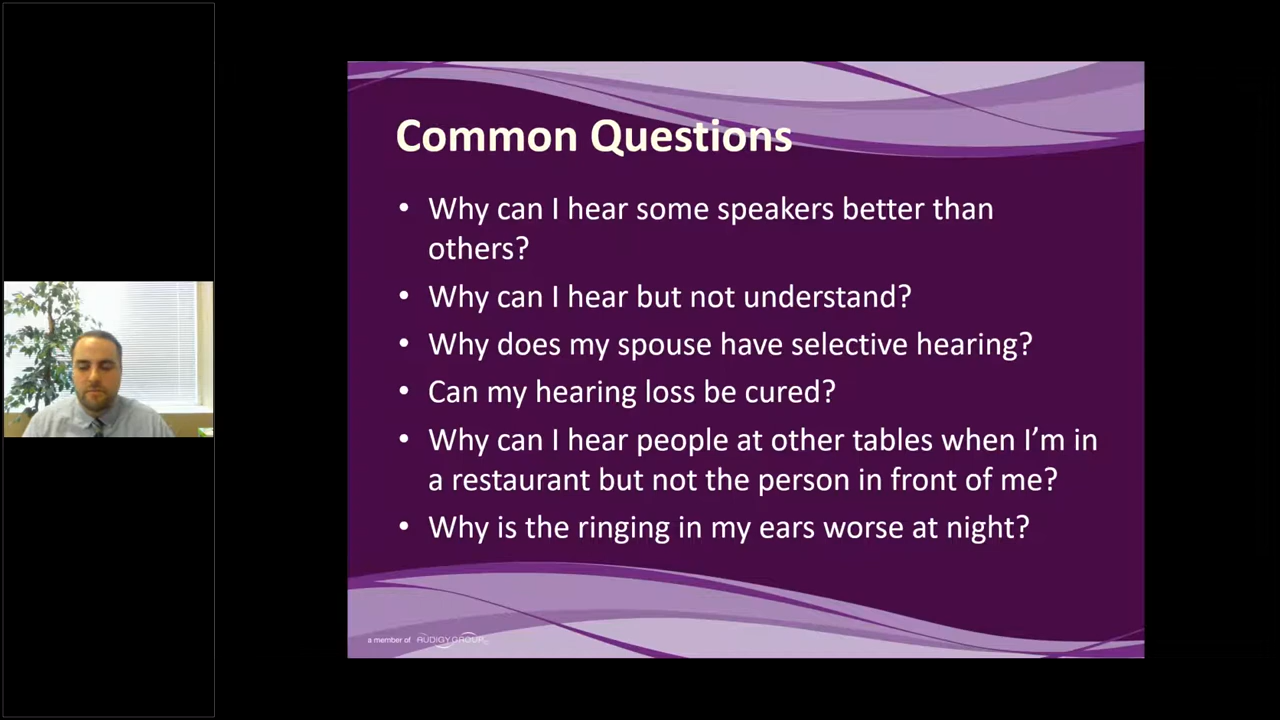 Common Questions
• Why can I hear some speakers better than
others?
• Why can I hear but not understand?
• Why does my spouse have selective hearing?
• Can my hearing loss be cured?
• Why can I hear people at other tables when I’m in
a restaurant but not the person in front of me?
• Why is the ringing in my ears worse at night?
a member of AUDIGYGROUP